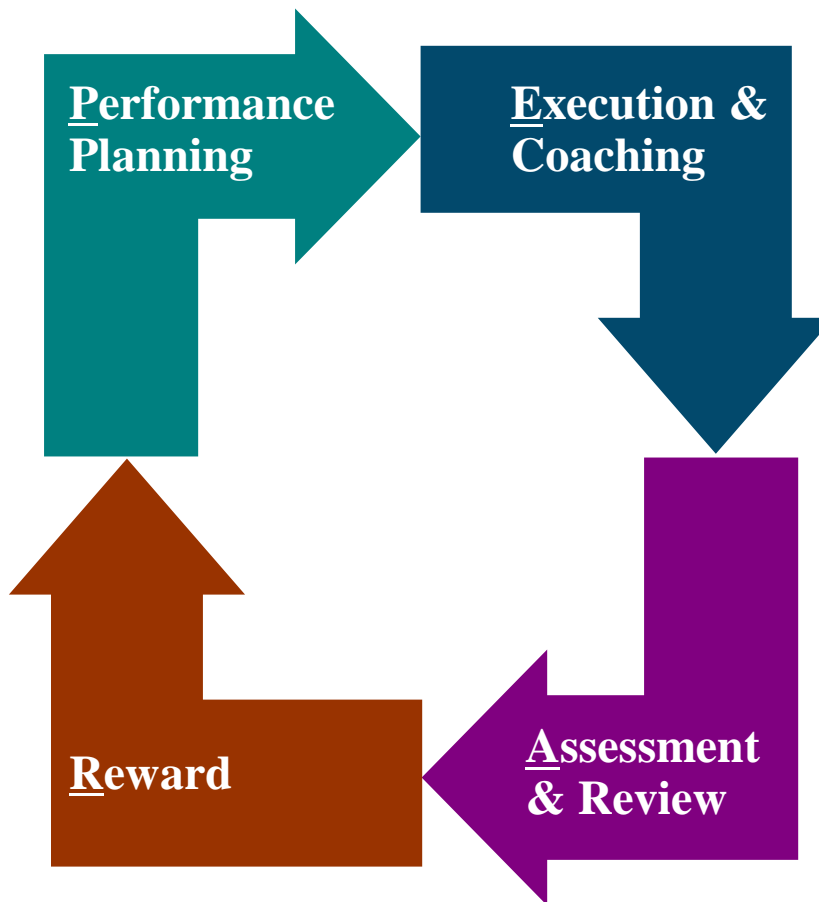 Performance
Planning
Execution &
Coaching
Assessment
& Review
Reward